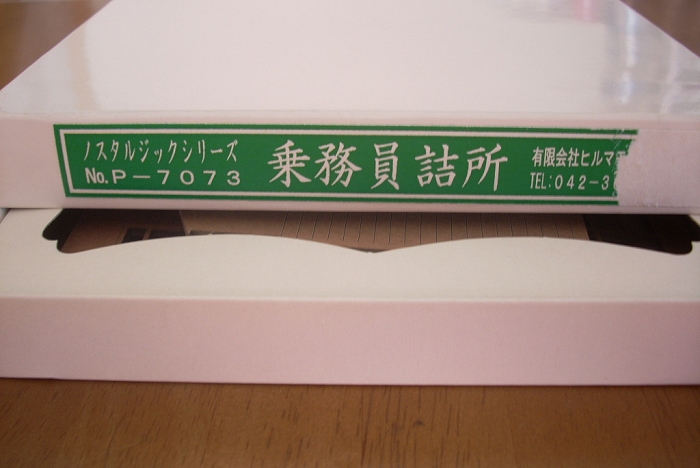 ノスタルジックシリーズ
No.P-7073
乗務員詰所
有限会社ヒルマ
TEL:042-3